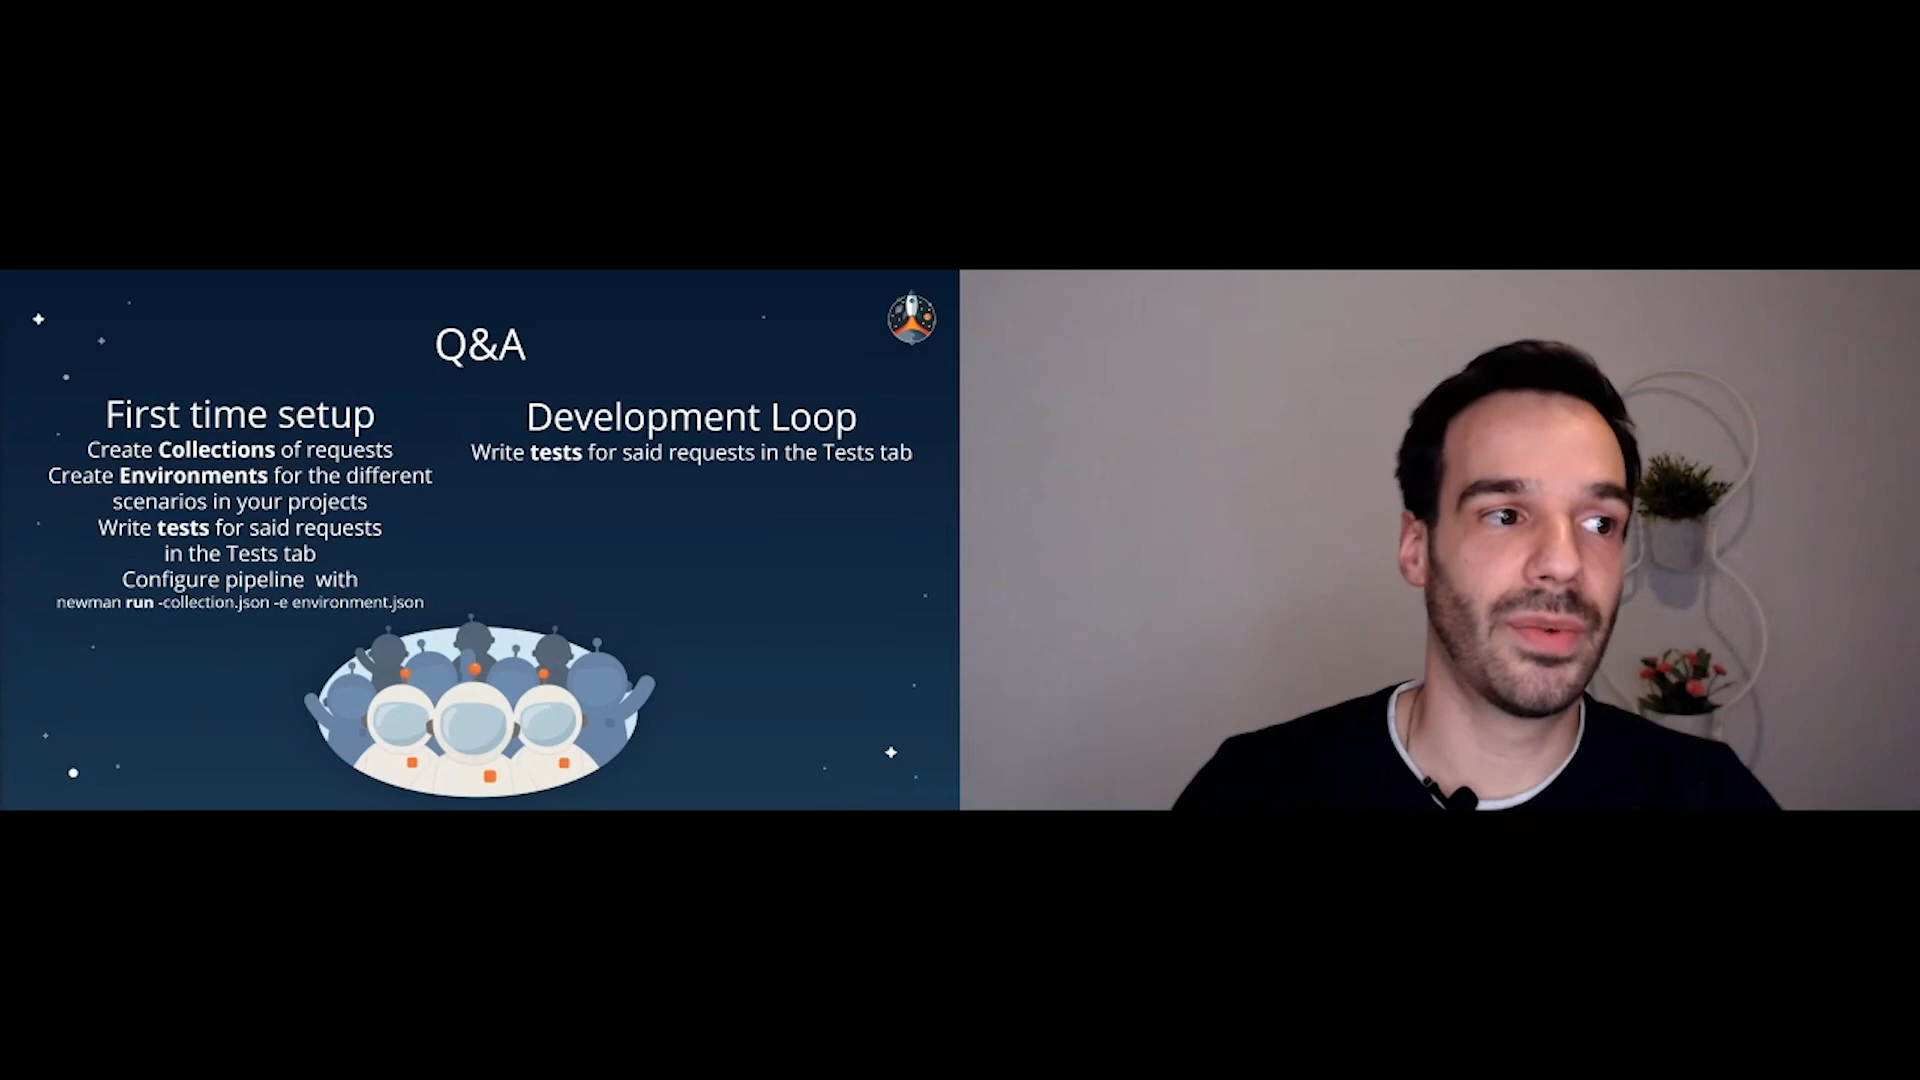 Q&A
First time setup
Create Collections of requests
Create Environments for the different
scenarios in your projects
Write tests for said requests
in the Tests tab
Configure pipeline  with
newman run -collection.json -e environment.json
Development Loop
Write tests for said requests in the Tests tab